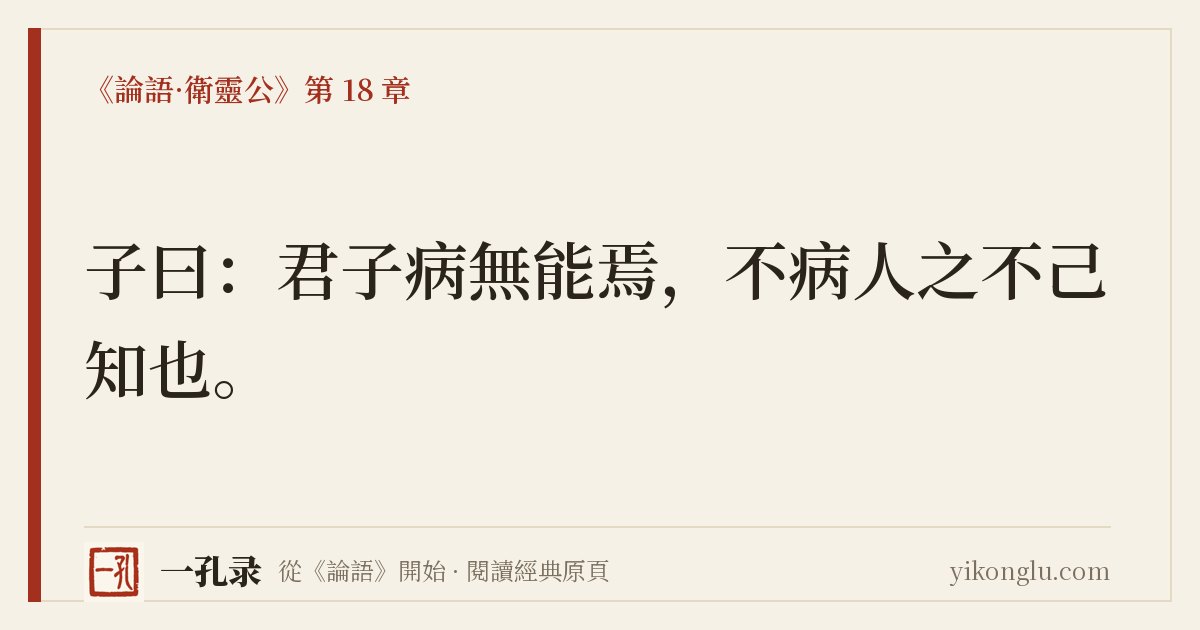 《論語·衛靈公》第 18 章
子曰：君子病無能焉，不病人之不己
知也。
一孔
一孔录 從《論語》開始 · 閱讀經典原頁
yikonglu.com